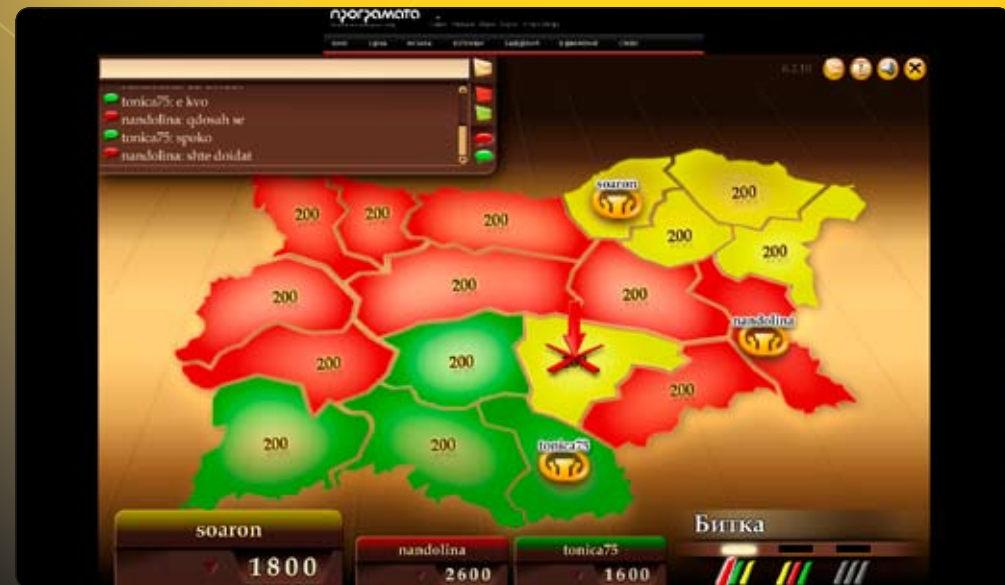 програмата
tonica75: e kvo
nandolina: qdosah se
tonica75: spoko
nandolina: shte doidat
soaron
200
200
200
200
200
200
200
200
200
nandolina
200
200
200
200
200
200
tonica75
Битка
soaron
1800
nandolina
2600
tonica75
1600